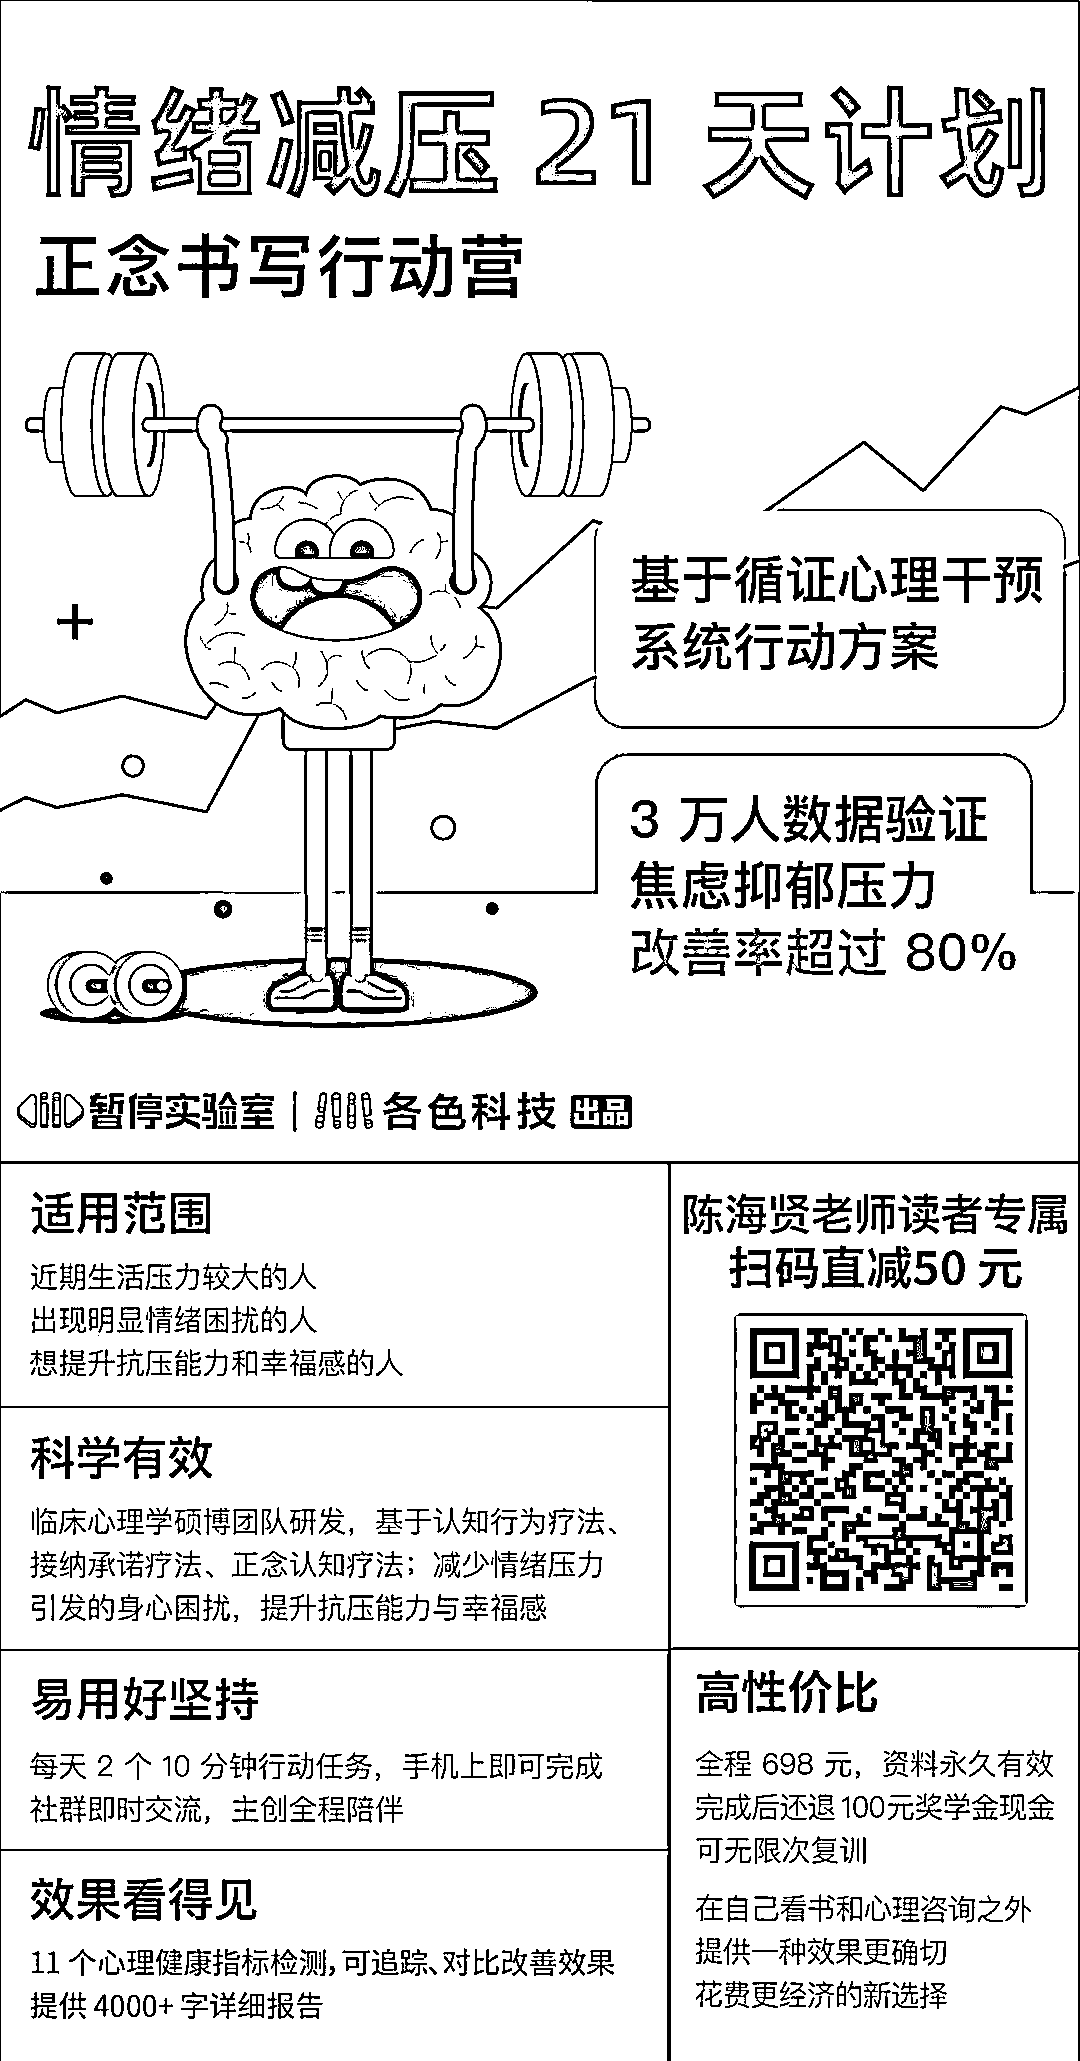 情绪减压 21 天计划
正念书写行动营
基于循证心理干预
系统行动方案
3 万人数据验证
焦虑抑郁压力
改善率超过 80%
暂停实验室 | 各色科技 出品
适用范围
近期生活压力较大的人
出现明显情绪困扰的人
想提升抗压能力和幸福感的人
科学有效
临床心理学硕博团队研发，基于认知行为疗法、
接纳承诺疗法、正念认知疗法；减少情绪压力
引发的身心困扰，提升抗压能力与幸福感
易用好坚持
每天 2 个 10 分钟行动任务，手机上即可完成
社群即时交流，主创全程陪伴
效果看得见
11 个心理健康指标检测，可追踪、对比改善效果
提供 4000+ 字详细报告
陈海贤老师读者专属
扫码直减50 元
高性价比
全程 698 元，资料永久有效
完成后还退100元奖学金现金
可无限次复训
在自己看书和心理咨询之外
提供一种效果更确切
花费更经济的新选择